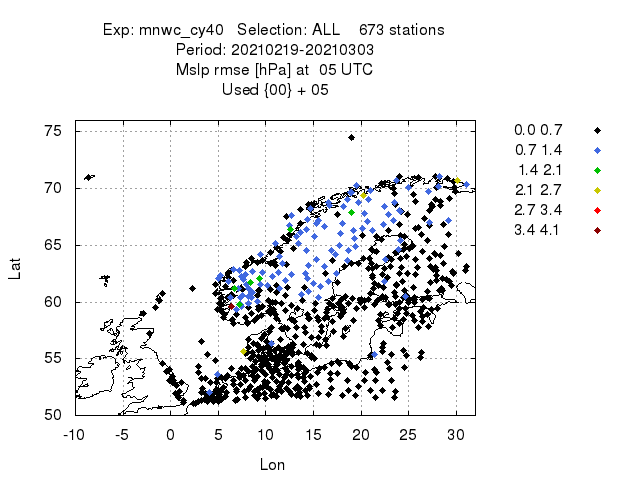 Exp: mnwc_cy40 Selection: ALL 673 stations
Period: 20210219-20210303
Mslp rmse [hPa] at 05 UTC
Used {00} + 05
0.0 0.7
0.7 1.4
1.4 2.1
2.1 2.7
2.7 3.4
3.4 4.1
75
70
65
60
55
50
Lat
-10 -5 0 5 10 15 20 25 30
Lon